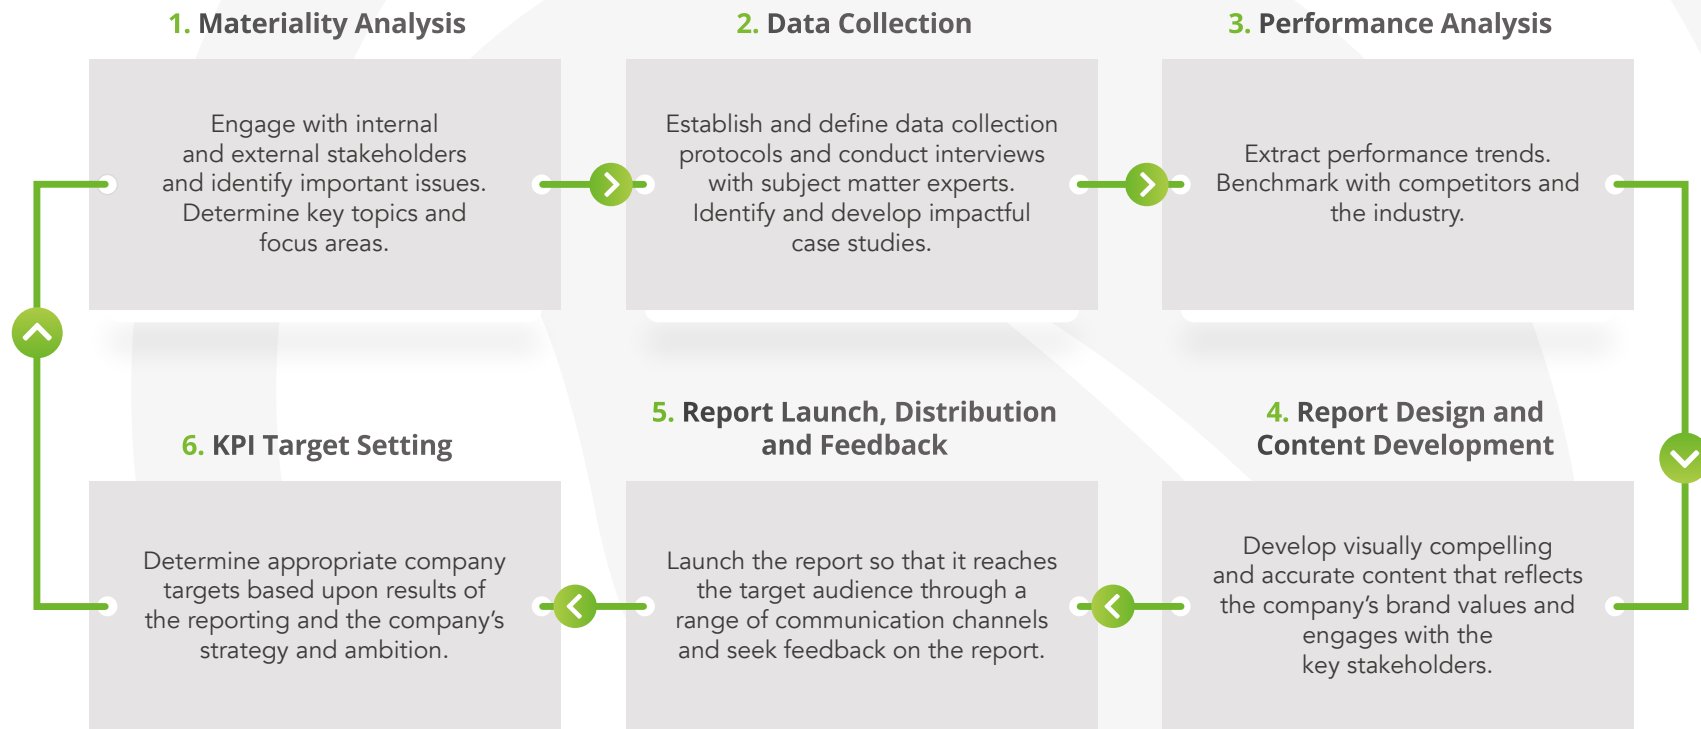 1. Materiality Analysis
Engage with internal
and external stakeholders
and identify important issues.
Determine key topics and
focus areas.
2. Data Collection
Establish and define data collection
protocols and conduct interviews
with subject matter experts.
Identify and develop impactful
case studies.
3. Performance Analysis
Extract performance trends.
Benchmark with competitors and
the industry.
4. Report Design and
Content Development
Develop visually compelling
and accurate content that reflects
the company’s brand values and
engages with the
key stakeholders.
5. Report Launch, Distribution
and Feedback
Launch the report so that it reaches
the target audience through a
range of communication channels
and seek feedback on the report.
6. KPI Target Setting
Determine appropriate company
targets based upon results of
the reporting and the company’s
strategy and ambition.